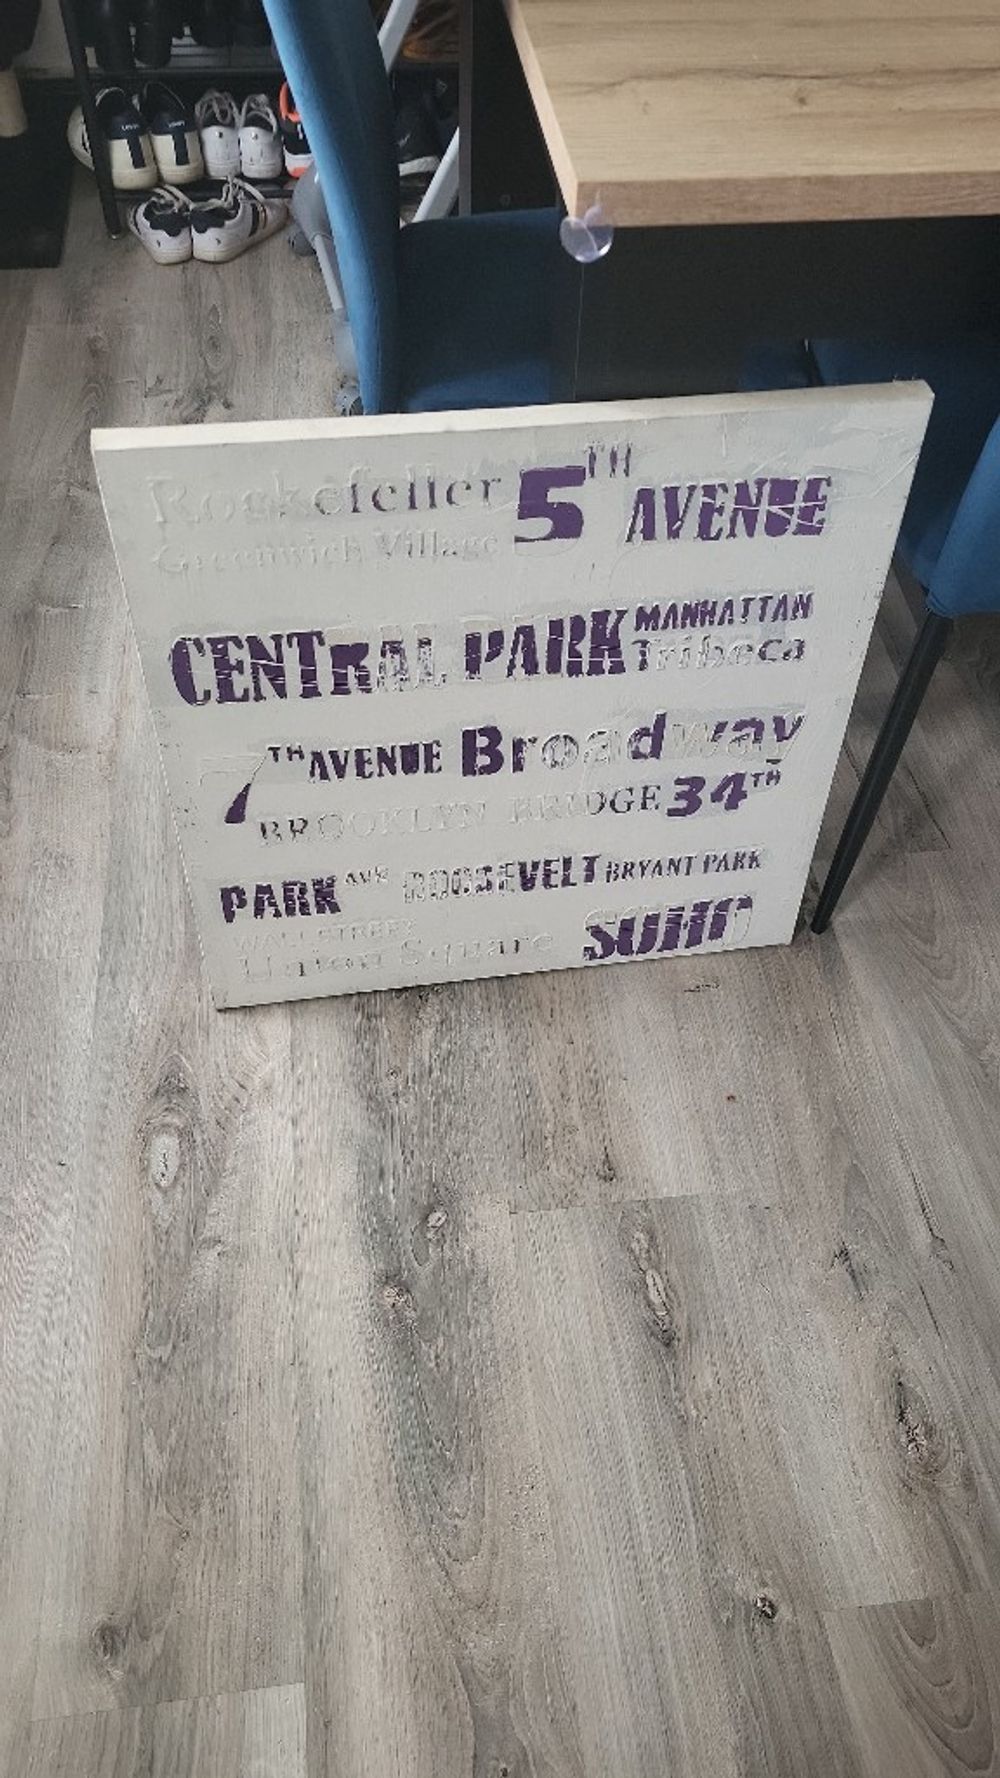 Rockefeller 5TH AVENUE
Greenwich Village
CENTRAL PARK MANHATTAN
Tribeca
7TH AVENUE Broadway
BROOKLYN BRIDGE 34TH
PARK AVE ROOSEVELT BRYANT PARK
WALL STREET
Union Square SOHO